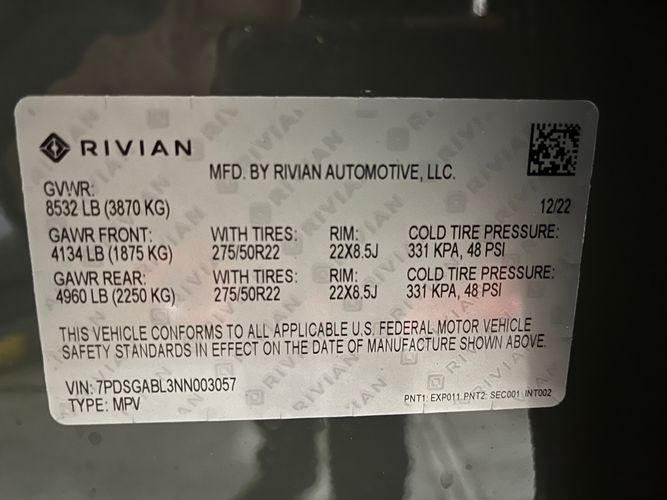 RIVIAN
MFD. BY RIVIAN AUTOMOTIVE, LLC.
GVWR:
8532 LB (3870 KG)
12/22
GAWR FRONT: WITH TIRES: RIM: COLD TIRE PRESSURE:
4134 LB (1875 KG) 275/50R22 22X8.5J 331 KPA, 48 PSI
GAWR REAR: WITH TIRES: RIM: COLD TIRE PRESSURE:
4960 LB (2250 KG) 275/50R22 22X8.5J 331 KPA, 48 PSI
THIS VEHICLE CONFORMS TO ALL APPLICABLE U.S. FEDERAL MOTOR VEHICLE
SAFETY STANDARDS IN EFFECT ON THE DATE OF MANUFACTURE SHOWN ABOVE.
VIN: 7PDSGABL3NN003057
TYPE: MPV
PNT1: EXP011 PNT2: SEC001 INT002